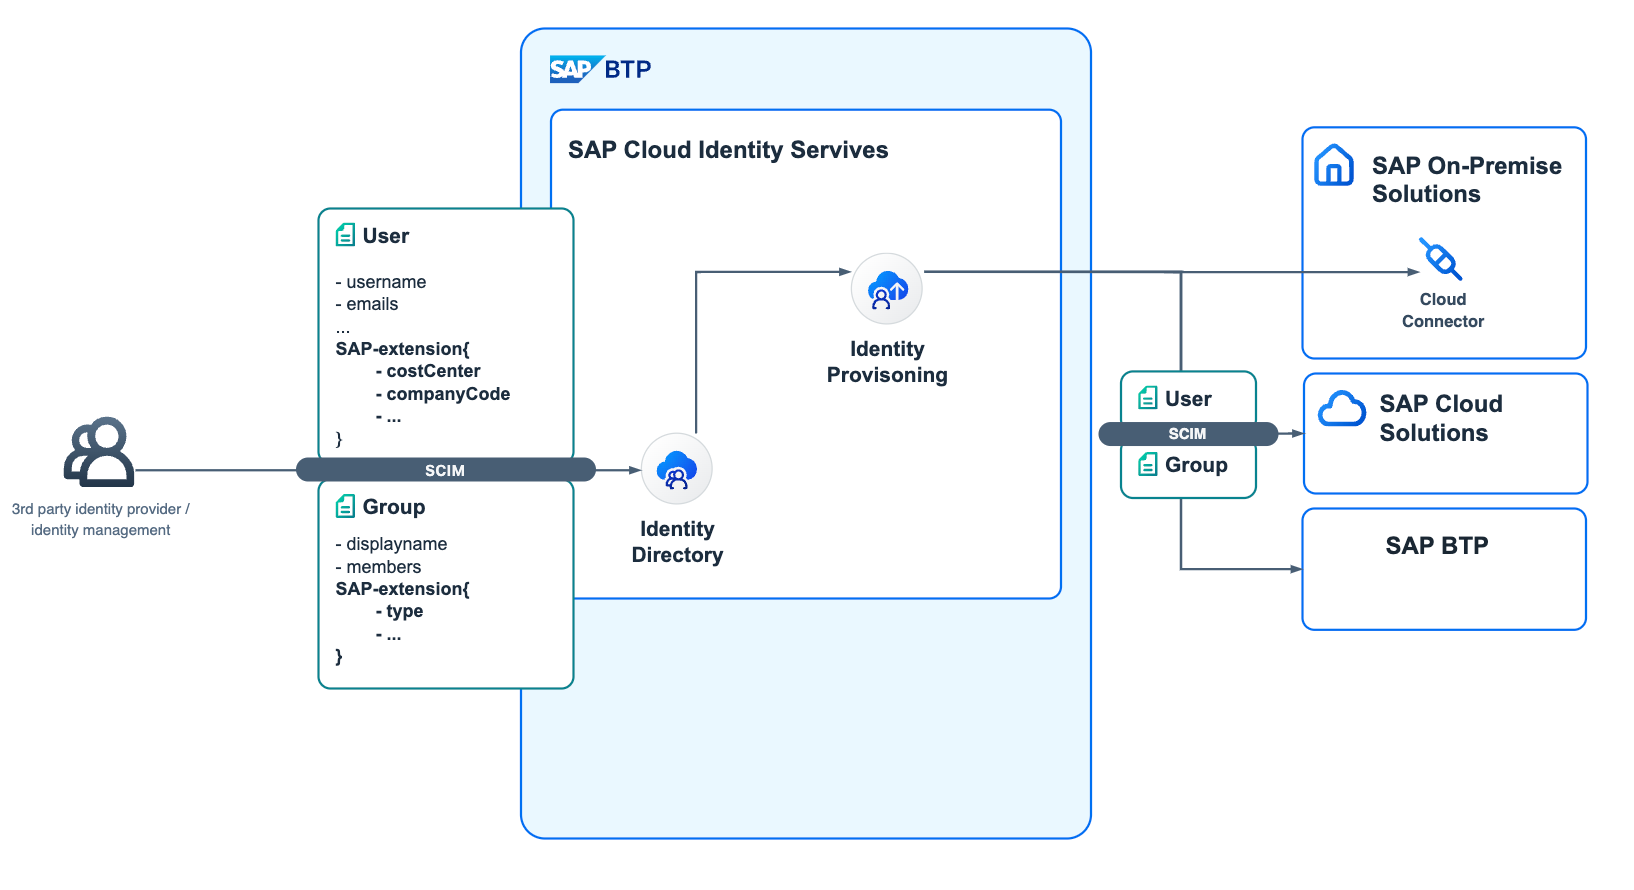 SAP BTP
SAP Cloud Identity Servives
User
- username
- emails
...
SAP-extension{
- costCenter
- companyCode
- ...
}
SCIM
Group
- displayname
- members
SAP-extension{
- type
- ...
}
3rd party identity provider /
identity management
Identity
Directory
Identity
Provisoning
User
SCIM
Group
SAP On-Premise
Solutions
Cloud
Connector
SAP Cloud
Solutions
SAP BTP